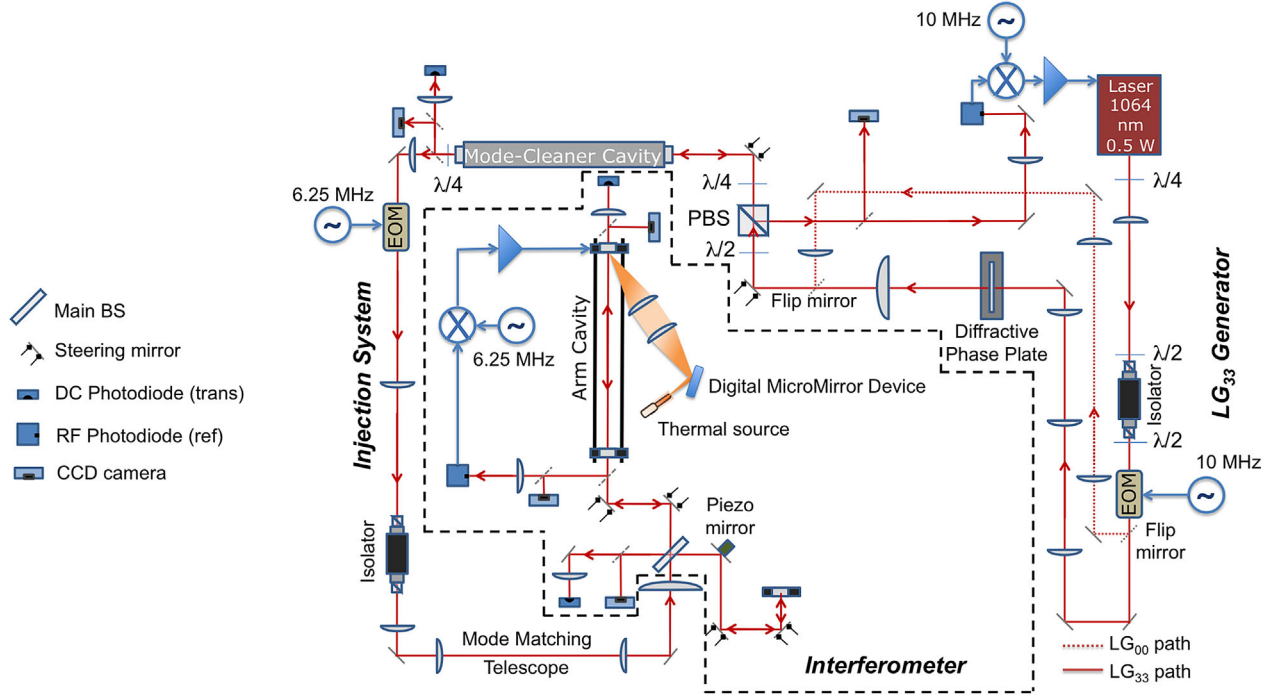 10 MHz
Laser
1064
nm
0.5 W
Mode-Cleaner Cavity
λ/4
λ/4
λ/4
6.25 MHz
EOM
PBS
λ/2
Main BS
Steering mirror
DC Photodiode (trans)
RF Photodiode (ref)
CCD camera
Injection System
6.25 MHz
Arm Cavity
Flip mirror
Diffractive
Phase Plate
Digital MicroMirror Device
Thermal source
λ/2
Isolator
LG33 Generator
λ/2
10 MHz
EOM
Flip
mirror
Piezo
mirror
Isolator
Mode Matching
Telescope
Interferometer
LG00 path
LG33 path